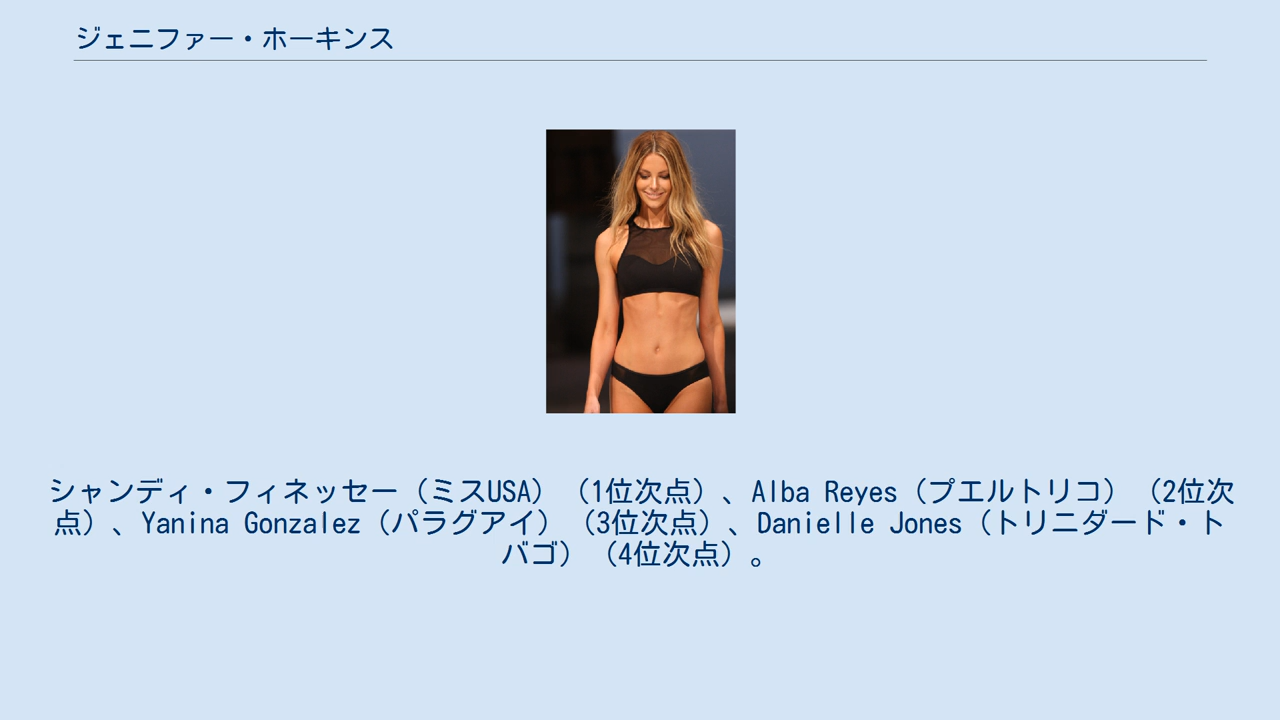 ジェニファー・ホーキンス
シャンディ・フィネッセー（ミスUSA）（1位次点）、Alba Reyes（プエルトリコ）（2位次
点）、Yanina Gonzalez（パラグアイ）（3位次点）、Danielle Jones（トリニダード・ト
バゴ）（4位次点）。